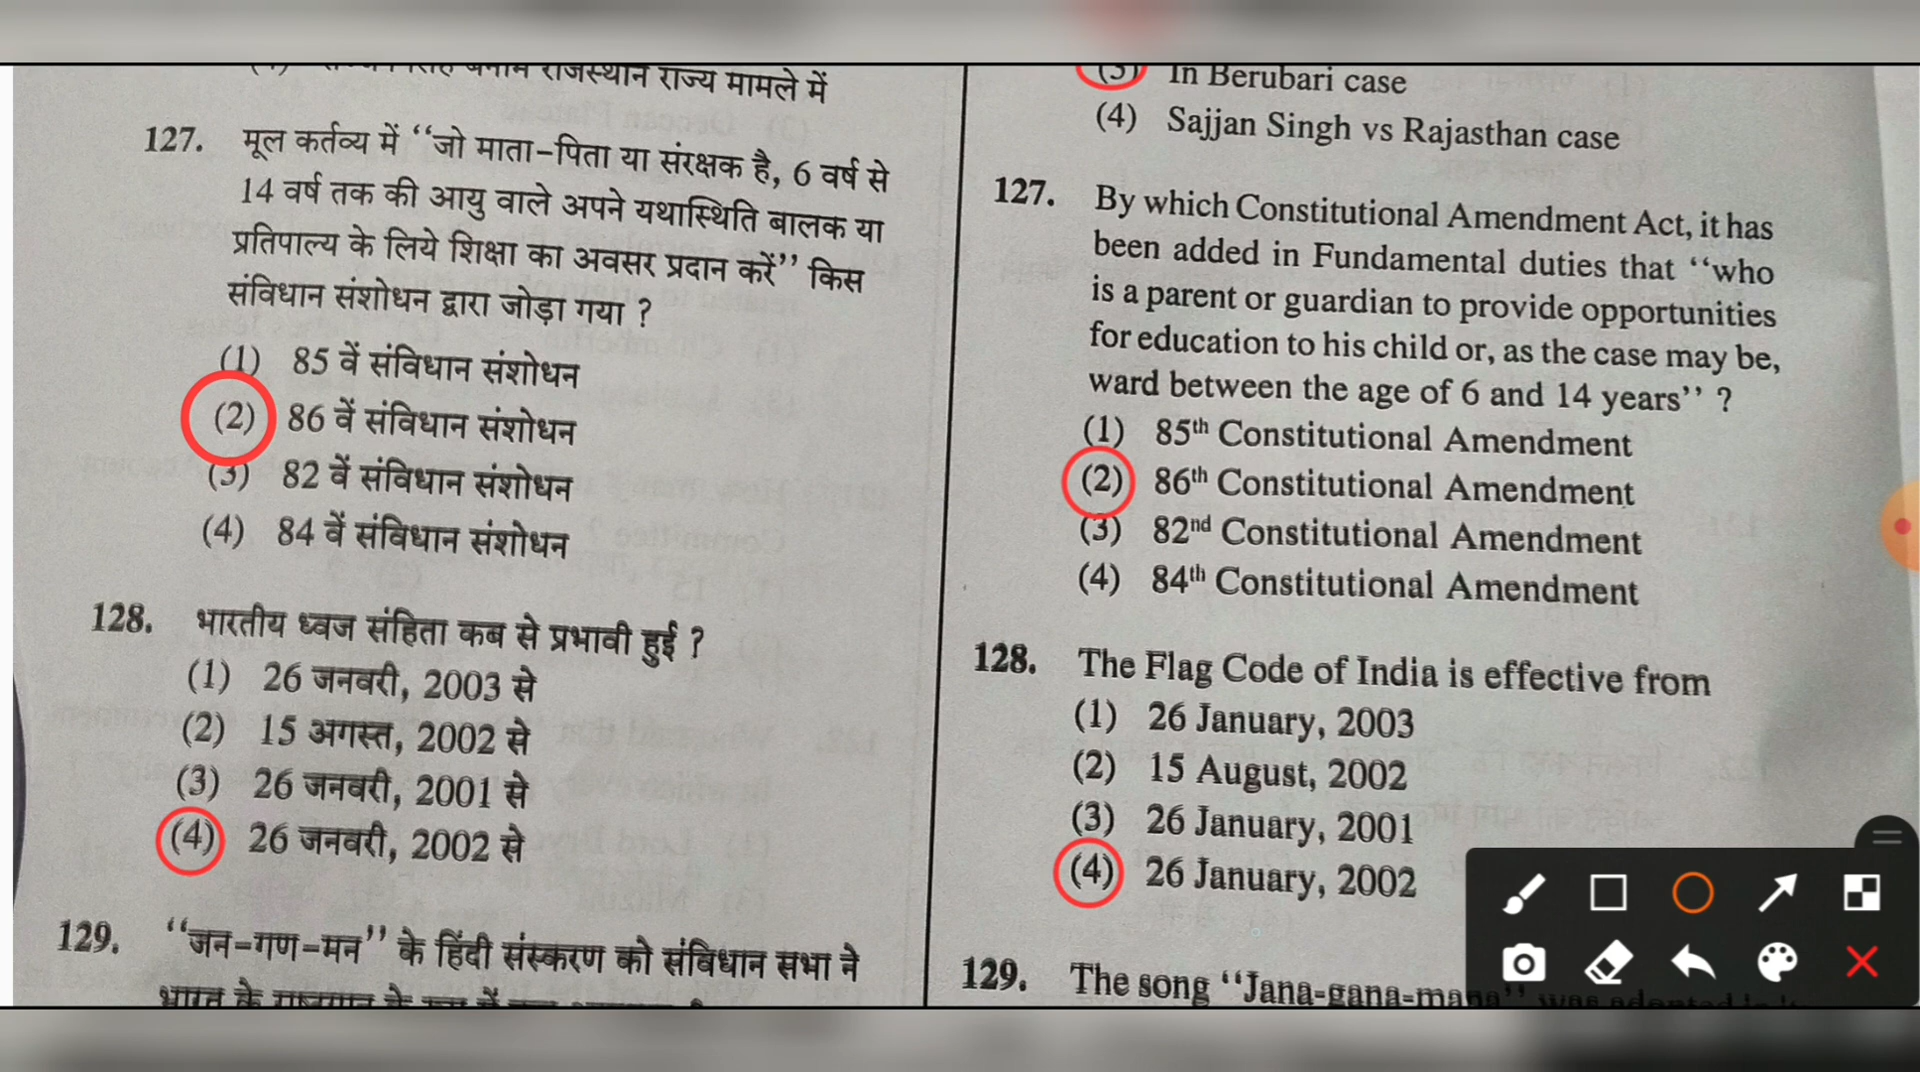 राजस्थान राज्य मामले में
127. मूल कर्तव्य में “जो माता-पिता या संरक्षक है, 6 वर्ष से
14 वर्ष तक की आयु वाले अपने यथास्थिति बालक या
प्रतिपाल्य के लिये शिक्षा का अवसर प्रदान करें” किस
संविधान संशोधन द्वारा जोड़ा गया ?
(1) 85 वें संविधान संशोधन
(2) 86 वें संविधान संशोधन
(3) 82 वें संविधान संशोधन
(4) 84 वें संविधान संशोधन
128. भारतीय ध्वज संहिता कब से प्रभावी हुई ?
(1) 26 जनवरी, 2003 से
(2) 15 अगस्त, 2002 से
(3) 26 जनवरी, 2001 से
(4) 26 जनवरी, 2002 से
129. “जन-गण-मन” के हिंदी संस्करण को संविधान सभा ने
(3) In Berubari case
(4) Sajjan Singh vs Rajasthan case
127. By which Constitutional Amendment Act, it has
been added in Fundamental duties that “who
is a parent or guardian to provide opportunities
for education to his child or, as the case may be,
ward between the age of 6 and 14 years” ?
(1) 85th Constitutional Amendment
(2) 86th Constitutional Amendment
(3) 82nd Constitutional Amendment
(4) 84th Constitutional Amendment
128. The Flag Code of India is effective from
(1) 26 January, 2003
(2) 15 August, 2002
(3) 26 January, 2001
(4) 26 January, 2002
129. The song “Jana-gana-mana”